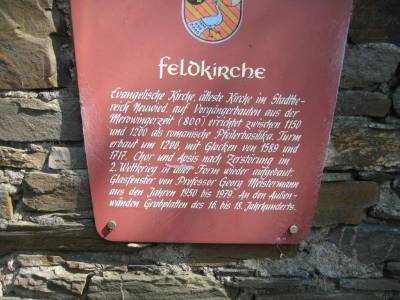 feldkirche
Evangelische Kirche, älteste Kirche im Stadtbe-
reich Neuwied, auf Vorgängerbauten aus der
Merowingerzeit (800) errichtet zwischen 1150
und 1200 als romanische Pfeilerbasilika. Turm
erbaut um 1200, mit Glocken von 1589 und
1717. Chor und Apsis nach Zerstörung im
2. Weltkrieg in alter Form wieder aufgebaut.
Glasfenster von Professor Georg Meistermann
aus den Jahren 1950 bis 1979. An den Außen-
wänden Grabplatten des 16. bis 18. Jahrhunderts.